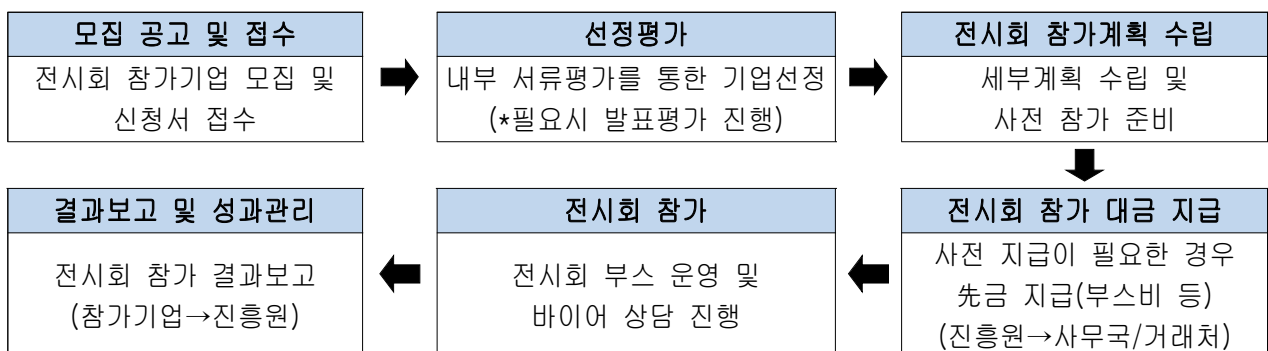 모집 공고 및 접수
전시회 참가기업 모집 및
신청서 접수
선정평가
내부 서류평가를 통한 기업선정
(*필요시 발표평가 진행)
전시회 참가계획 수립
세부계획 수립 및
사전 참가 준비
전시회 참가 대금 지급
사전 지급이 필요한 경우
先금 지급(부스비 등)
(진흥원→사무국/거래처)
전시회 참가
전시회 부스 운영 및
바이어 상담 진행
결과보고 및 성과관리
전시회 참가 결과보고
(참가기업→진흥원)